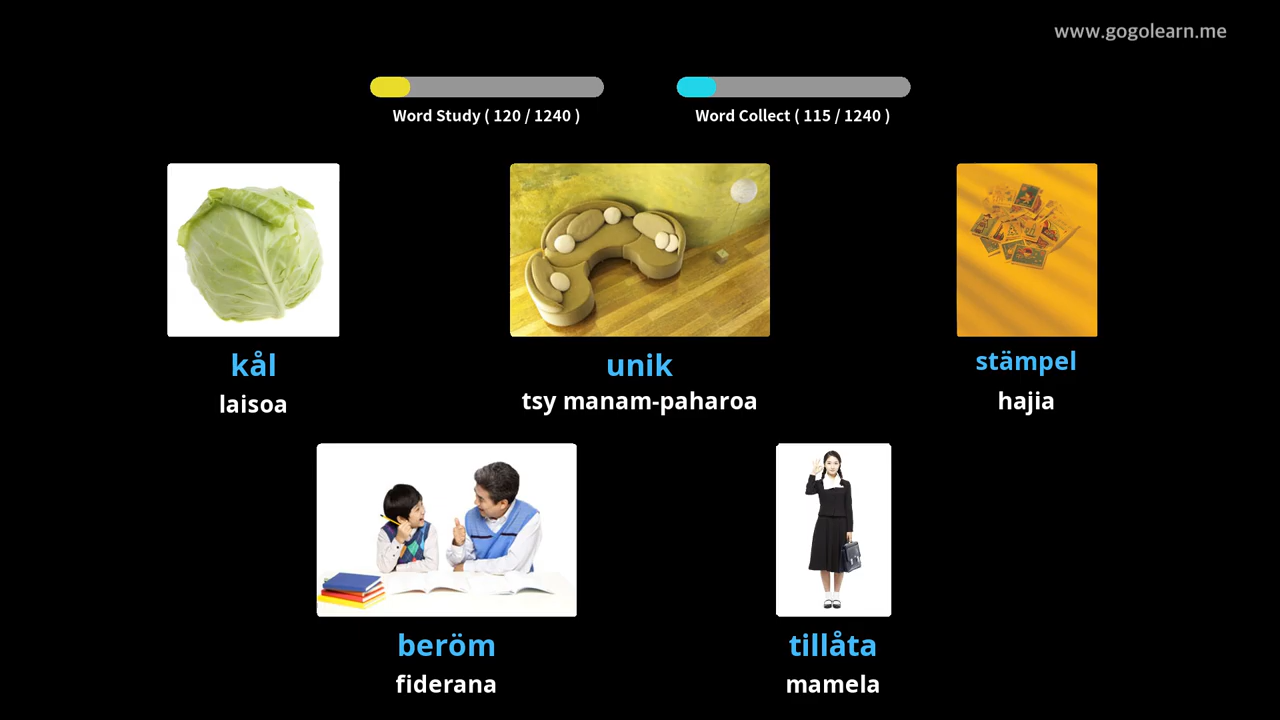 www.gogolearn.me
Word Study ( 120 / 1240 )
Word Collect ( 115 / 1240 )
kål
laisoa
unik
tsy manam-paharoa
stämpel
hajia
beröm
fiderana
tillåta
mamela